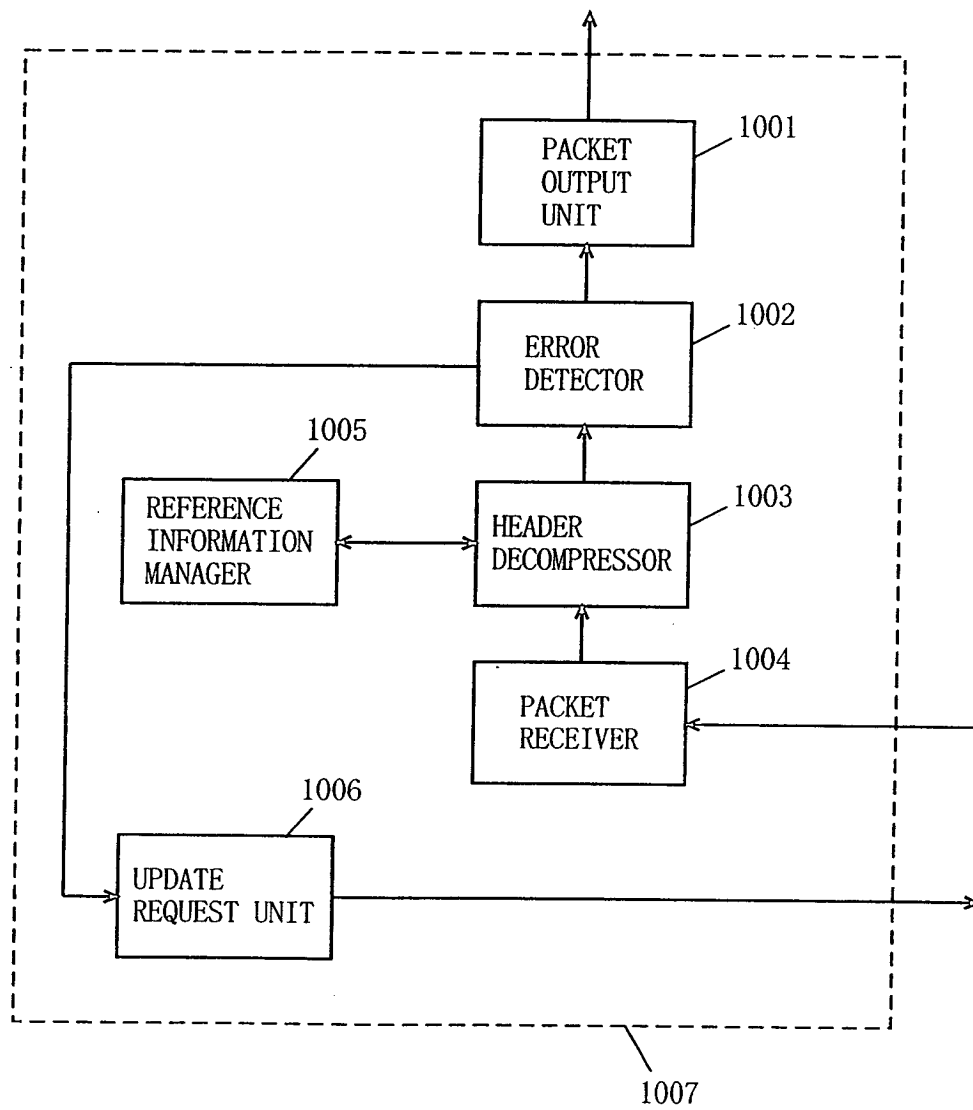 1001
PACKET
OUTPUT
UNIT
1002
ERROR
DETECTOR
1005
REFERENCE
INFORMATION
MANAGER
1003
HEADER
DECOMPRESSOR
1004
PACKET
RECEIVER
1006
UPDATE
REQUEST UNIT
1007